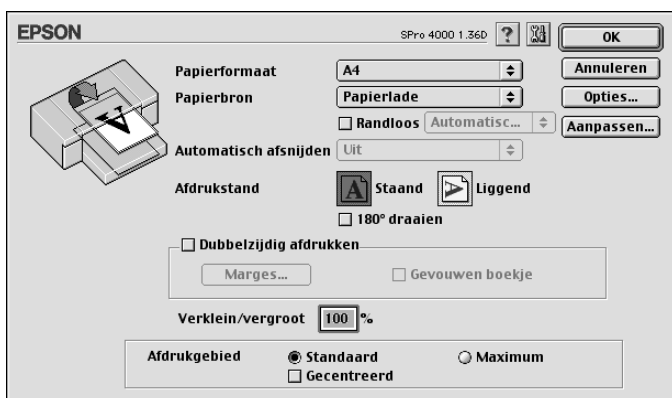 EPSON SPro 4000 1.36D ? OK
Papierformaat A4 Annuleren
Papierbron Papierlade Opties...
Randloos Automatisc... Aanpassen...
Automatisch afsnijden Uit
Afdrukstand A Staand A Liggend
180° draaien
Dubbelzijdig afdrukken
Marges... Gevouwen boekje
Verklein/vergroot 100 %
Afdrukgebied Standaard Maximum
Gecentreerd